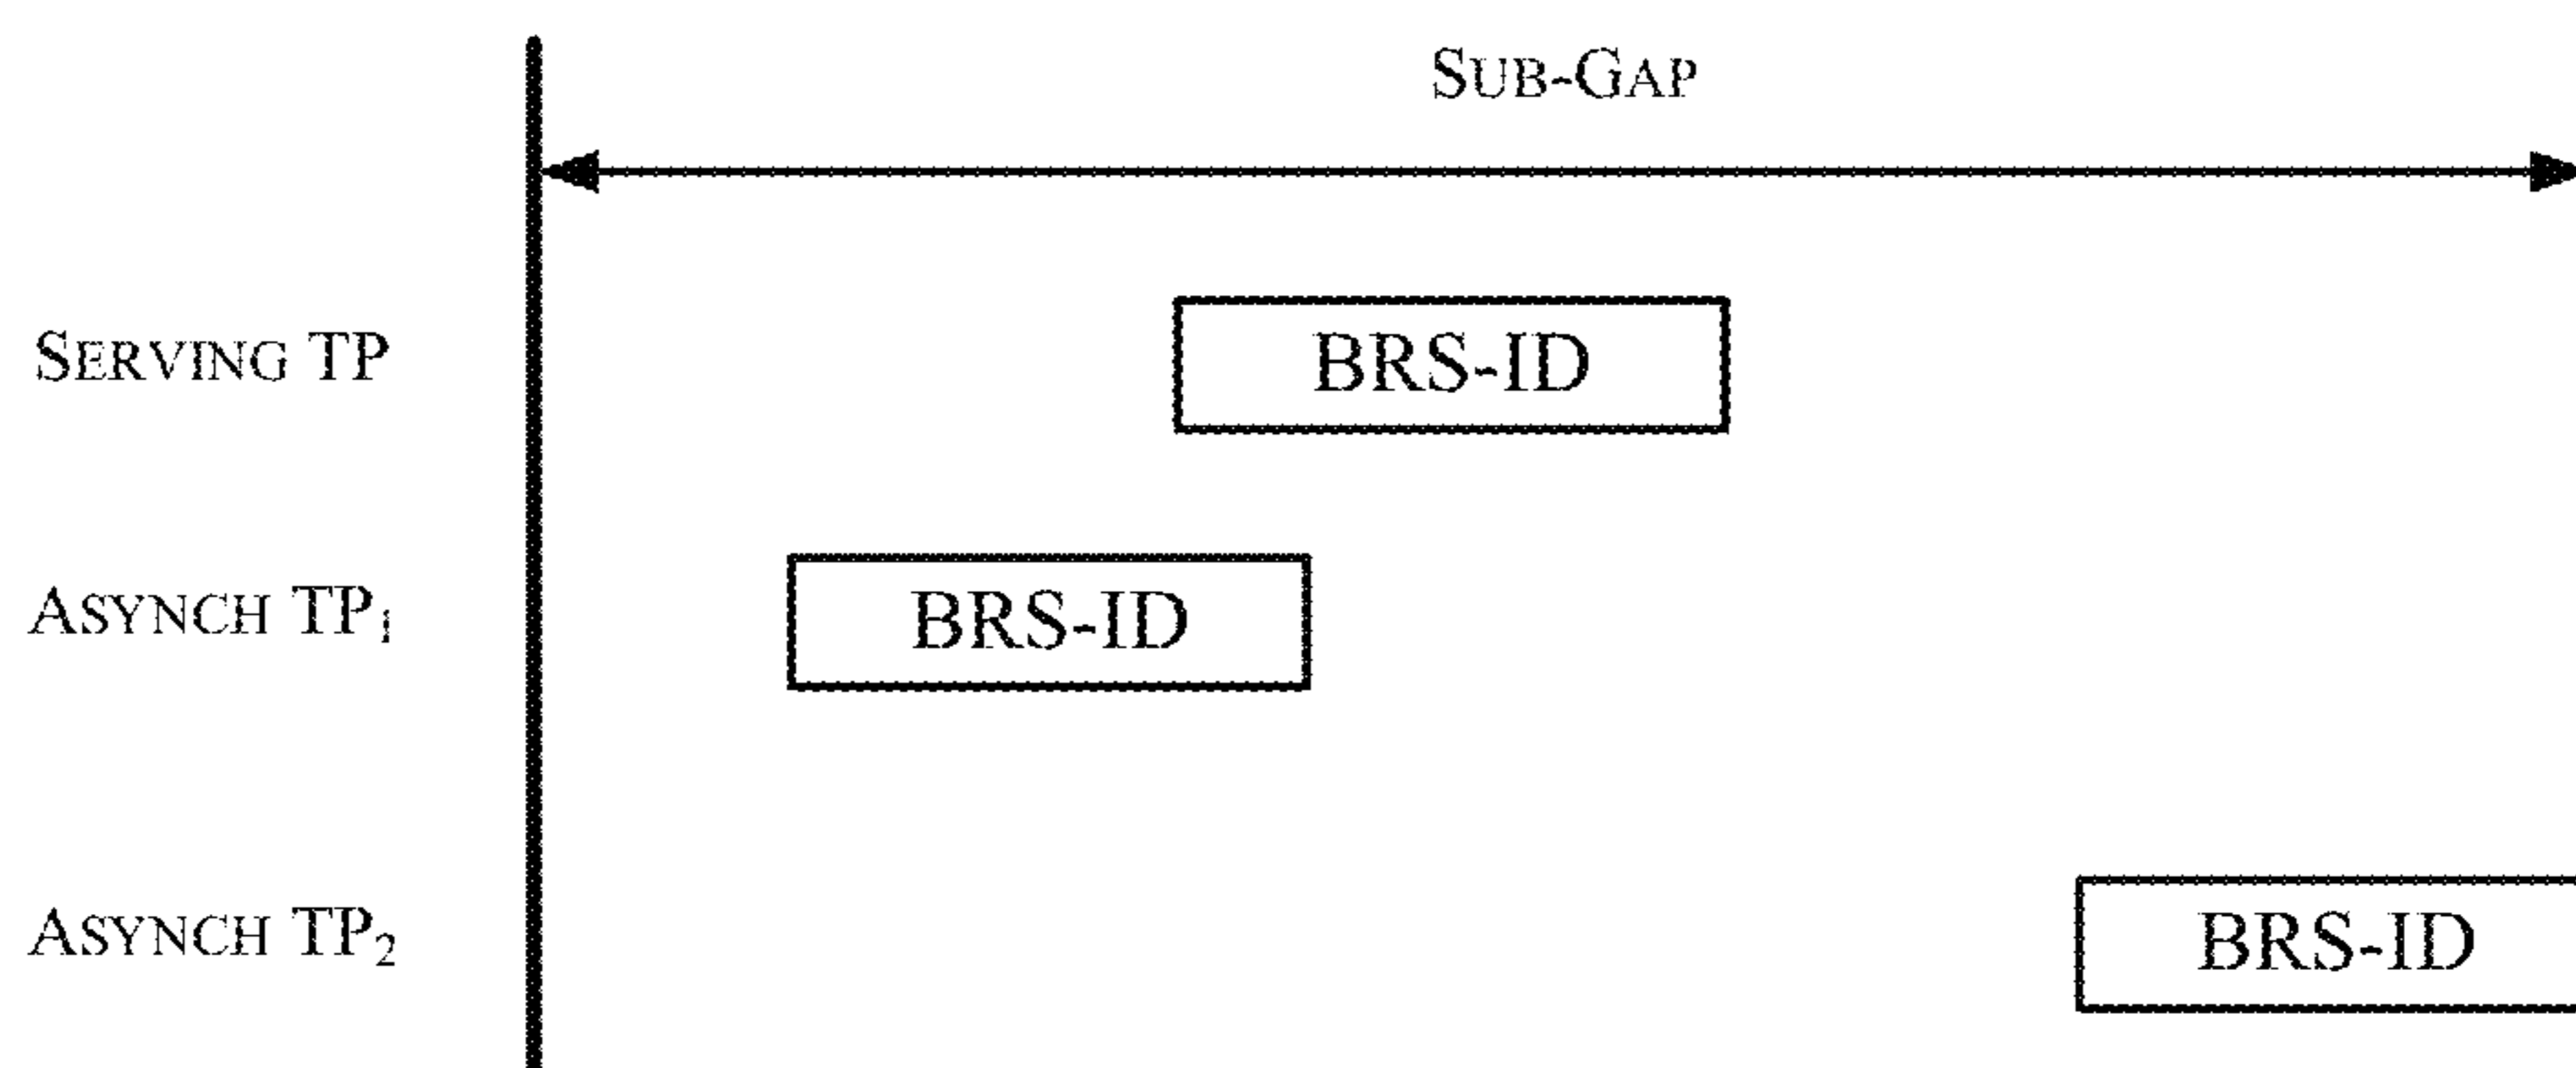 SUB-GAP
SERVING TP BRS-ID
ASYNCH TP1 BRS-ID
ASYNCH TP2 BRS-ID